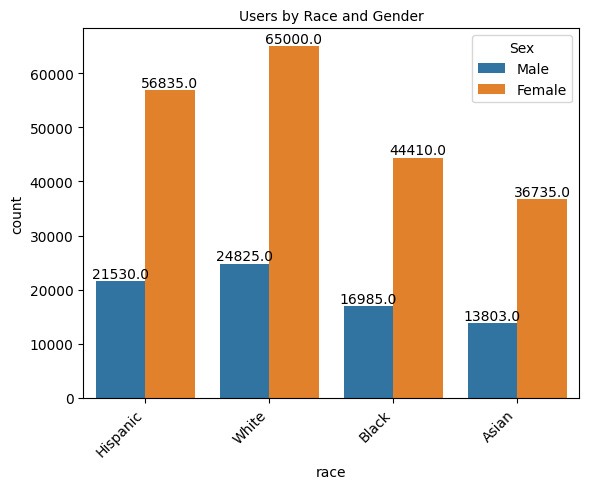 Users by Race and Gender
65000.0
56835.0
44410.0
36735.0
21530.0
24825.0
16985.0
13803.0
Sex
Male
Female
60000
50000
40000
30000
20000
10000
0
count
Hispanic
White
Black
Asian
race